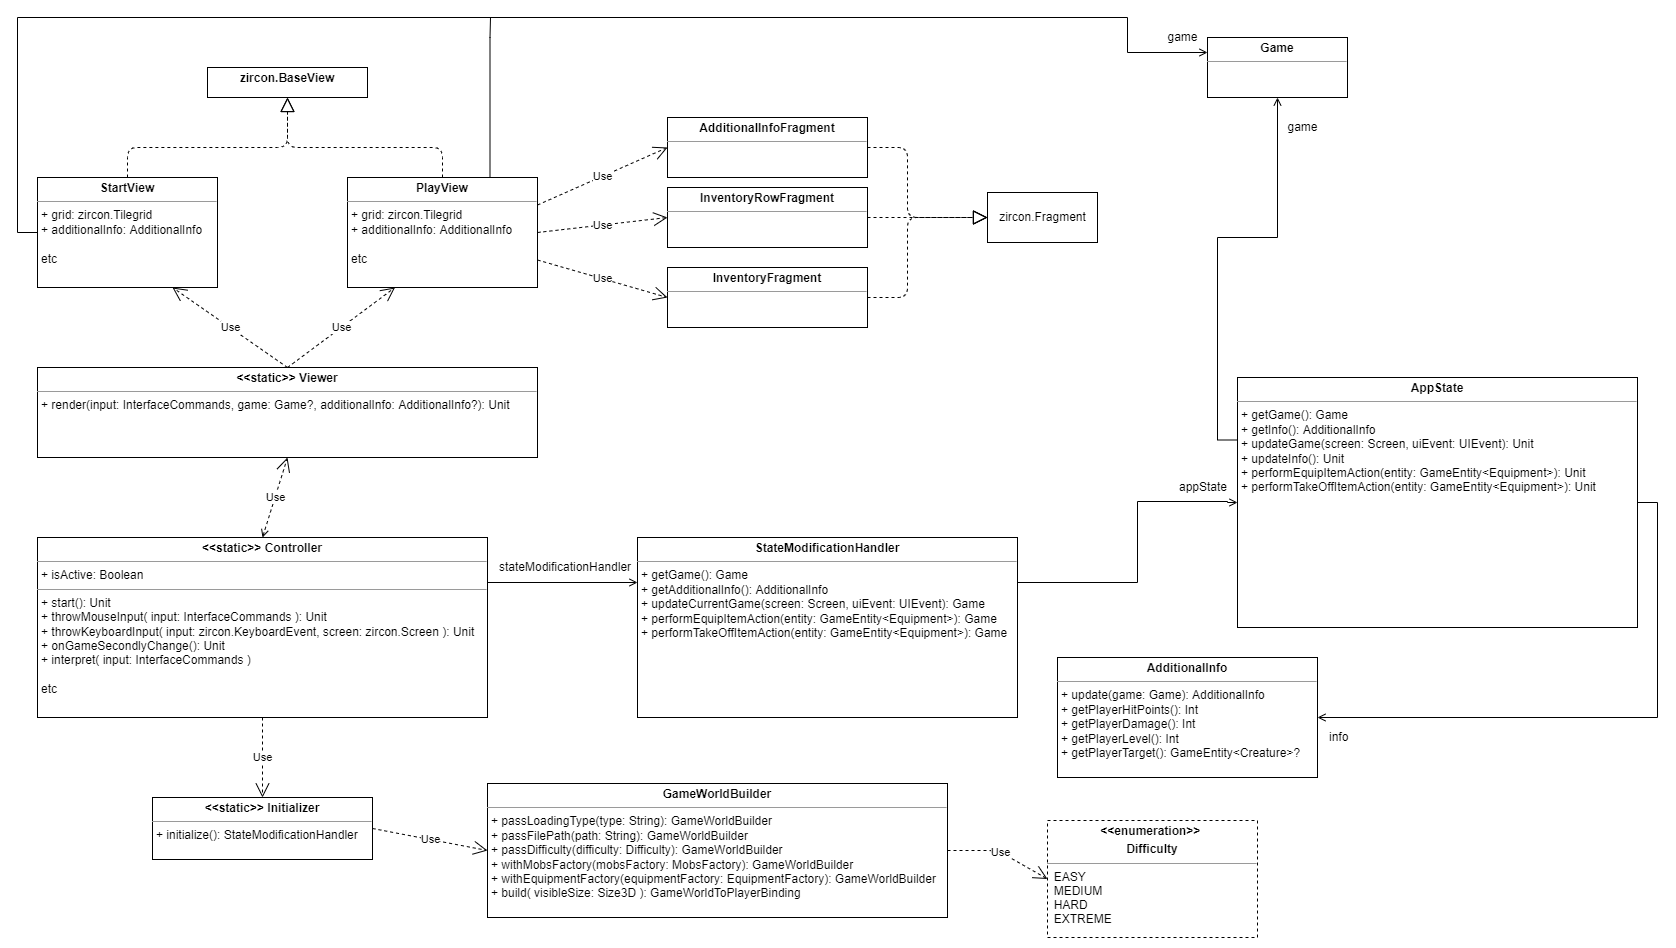 game
Game
game
zircon.BaseView
StartView
+ grid: zircon.Tilegrid
+ additionalInfo: AdditionalInfo
etc
PlayView
+ grid: zircon.Tilegrid
+ additionalInfo: AdditionalInfo
etc
Use
Use
Use
AdditionalInfoFragment
InventoryRowFragment
InventoryFragment
zircon.Fragment
Use
Use
<<static>> Viewer
+ render(input: InterfaceCommands, game: Game?, additionalInfo: AdditionalInfo?): Unit
Use
AppState
+ getGame(): Game
+ getInfo(): AdditionalInfo
+ updateGame(screen: Screen, uiEvent: UIEvent): Unit
+ updateInfo(): Unit
+ performEquipItemAction(entity: GameEntity<Equipment>): Unit
+ performTakeOffItemAction(entity: GameEntity<Equipment>): Unit
appState
<<static>> Controller
+ isActive: Boolean
+ start(): Unit
+ throwMouseInput( input: InterfaceCommands ): Unit
+ throwKeyboardInput( input: zircon.KeyboardEvent, screen: zircon.Screen ): Unit
+ onGameSecondlyChange(): Unit
+ interpret( input: InterfaceCommands )
etc
stateModificationHandler
StateModificationHandler
+ getGame(): Game
+ getAdditionalInfo(): AdditionalInfo
+ updateCurrentGame(screen: Screen, uiEvent: UIEvent): Game
+ performEquipItemAction(entity: GameEntity<Equipment>): Game
+ performTakeOffItemAction(entity: GameEntity<Equipment>): Game
AdditionalInfo
+ update(game: Game): AdditionalInfo
+ getPlayerHitPoints(): Int
+ getPlayerDamage(): Int
+ getPlayerLevel(): Int
+ getPlayerTarget(): GameEntity<Creature>?
info
Use
<<static>> Initializer
+ initialize(): StateModificationHandler
Use
GameWorldBuilder
+ passLoadingType(type: String): GameWorldBuilder
+ passFilePath(path: String): GameWorldBuilder
+ passDifficulty(difficulty: Difficulty): GameWorldBuilder
+ withMobsFactory(mobsFactory: MobsFactory): GameWorldBuilder
+ withEquipmentFactory(equipmentFactory: EquipmentFactory): GameWorldBuilder
+ build( visibleSize: Size3D ): GameWorldToPlayerBinding
Use
<<enumeration>>
Difficulty
EASY
MEDIUM
HARD
EXTREME